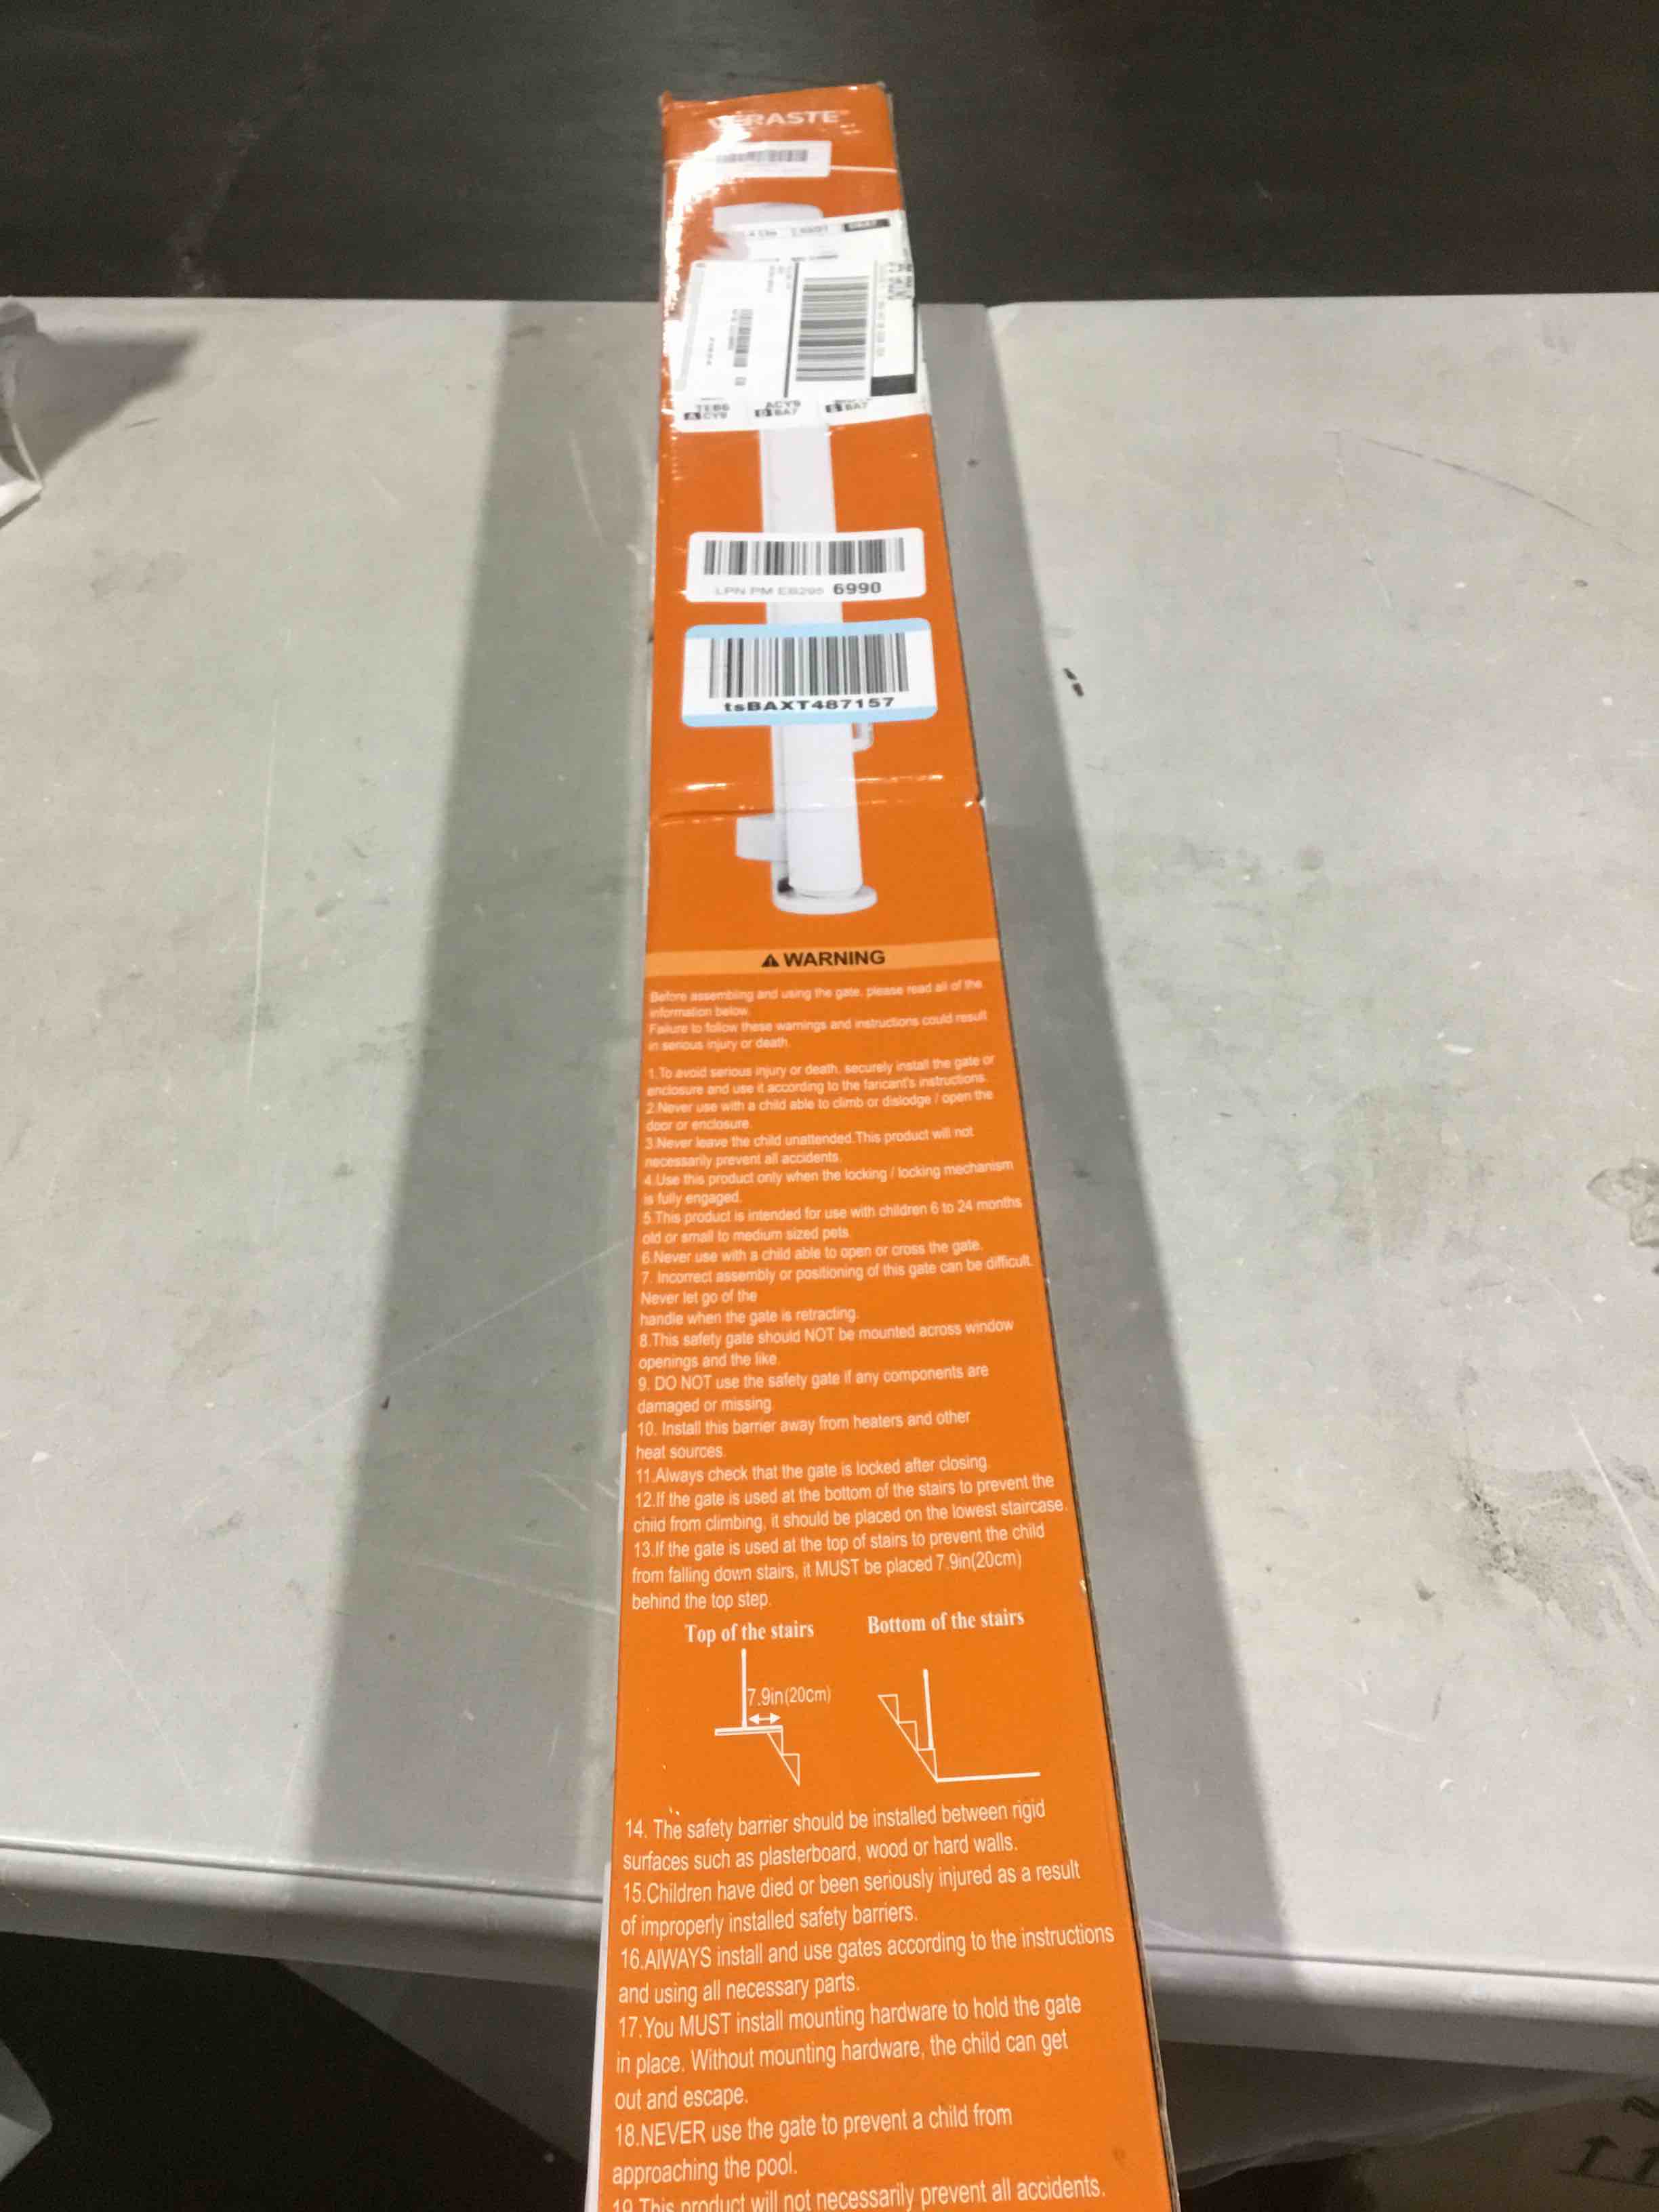 ERASTE
TEB6
A CY9
ACY9
D BA7
E BA7
LPN PM EB295 6990
tsBAXT487157
WARNING
Before assembling and using the gate, please read all of the
information below.
Failure to follow these warnings and instructions could result
in serious injury or death.
1.To avoid serious injury or death, securely install the gate or
enclosure and use it according to the faricant's instructions.
2.Never use with a child able to climb or dislodge / open the
door or enclosure.
3.Never leave the child unattended.This product will not
necessarily prevent all accidents.
4.Use this product only when the locking / locking mechanism
is fully engaged.
5.This product is intended for use with children 6 to 24 months
old or small to medium sized pets.
6.Never use with a child able to open or cross the gate.
7. Incorrect assembly or positioning of this gate can be difficult.
Never let go of the
handle when the gate is retracting.
8.This safety gate should NOT be mounted across window
openings and the like.
9. DO NOT use the safety gate if any components are
damaged or missing.
10. Install this barrier away from heaters and other
heat sources.
11.Always check that the gate is locked after closing.
12.If the gate is used at the bottom of the stairs to prevent the
child from climbing, it should be placed on the lowest staircase.
13.If the gate is used at the top of stairs to prevent the child
from falling down stairs, it MUST be placed 7.9in(20cm)
behind the top step.
Top of the stairs
Bottom of the stairs
7.9in(20cm)
14. The safety barrier should be installed between rigid
surfaces such as plasterboard, wood or hard walls.
15.Children have died or been seriously injured as a result
of improperly installed safety barriers.
16.AlWAYS install and use gates according to the instructions
and using all necessary parts.
17.You MUST install mounting hardware to hold the gate
in place. Without mounting hardware, the child can get
out and escape.
18.NEVER use the gate to prevent a child from
approaching the pool.
19.This product will not necessarily prevent all accidents.